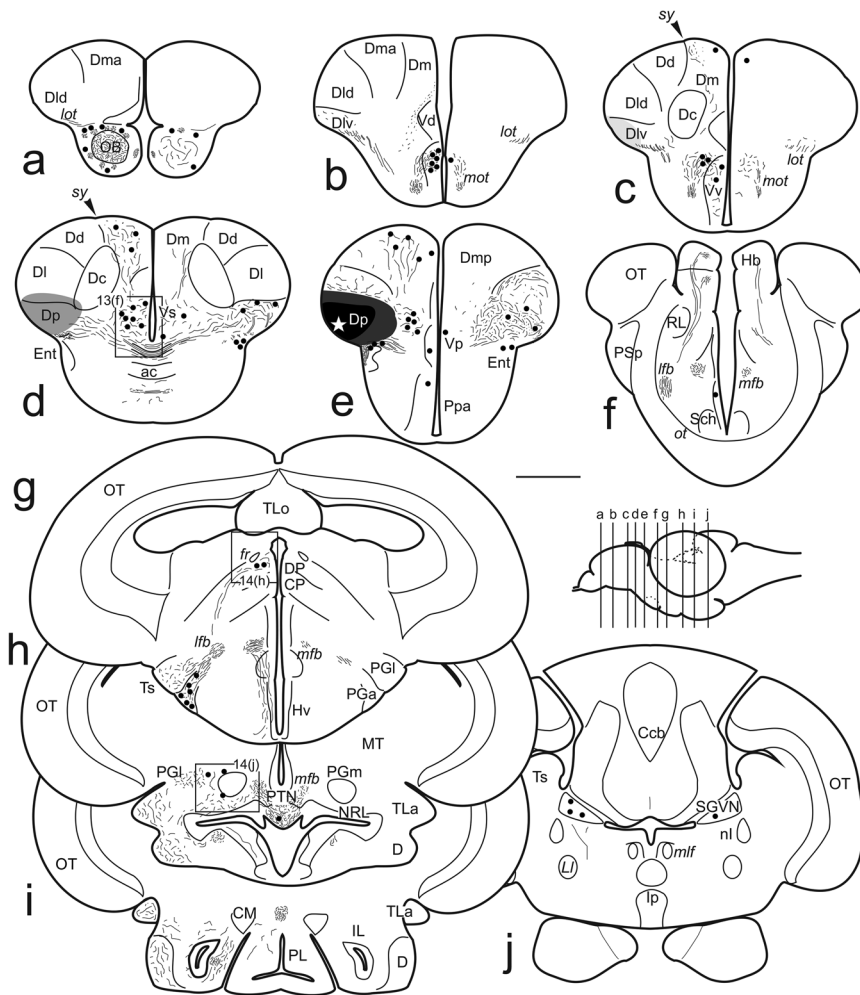 Dma
Dld
lot
OB
a
Dma
Dm
Dld
Dlv
Vd
lot
mot
b
sy
Dd
Dm
Dld
Dc
Dlv
lot
mot
Vv
c
sy
Dd
Dm
Dd
Dl
Dc
Dl
13(f)
Vs
Dp
Ent
ac
d
Dmp
Dp
Vp
Ent
Ppa
e
OT
Hb
RL
PSp
lfb
mfb
Sch
ot
f
g
OT
TLo
fr
DP
14(h)
CP
a b c d e f g h i j
lfb
mfb
h
PGl
Ts
PGa
OT
Hv
MT
14(j)
PGl
mfb
PGm
PTN
NRL
TLa
D
OT
i
CM
TLa
IL
PL
D
Ccb
Ts
OT
SGVN
nl
mlf
Ll
Ip
j